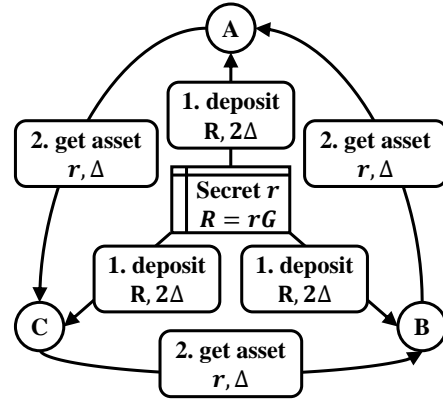 A
1. deposit
R, 2Δ
2. get asset
r, Δ
2. get asset
r, Δ
Secret r
R = rG
1. deposit
R, 2Δ
1. deposit
R, 2Δ
C
B
2. get asset
r, Δ